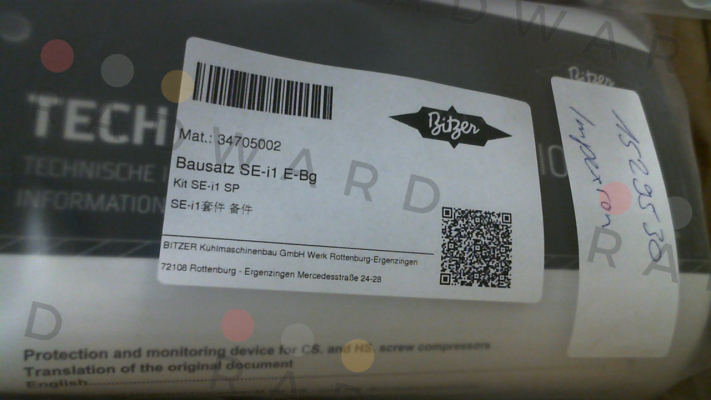 TECH
TECHNISCHE
INFORMATION
Mat.: 34705002
Bitzer
Bausatz SE-i1 E-Bg
Kit SE-i1 SP
SE-i1套件 备件
BITZER Kühlmaschinenbau GmbH Werk Rottenburg-Ergenzingen
72108 Rottenburg - Ergenzingen Mercedesstraße 24-28
Bitzer
Protection and monitoring device for CS. and HS. screw compressors
Translation of the original document
English